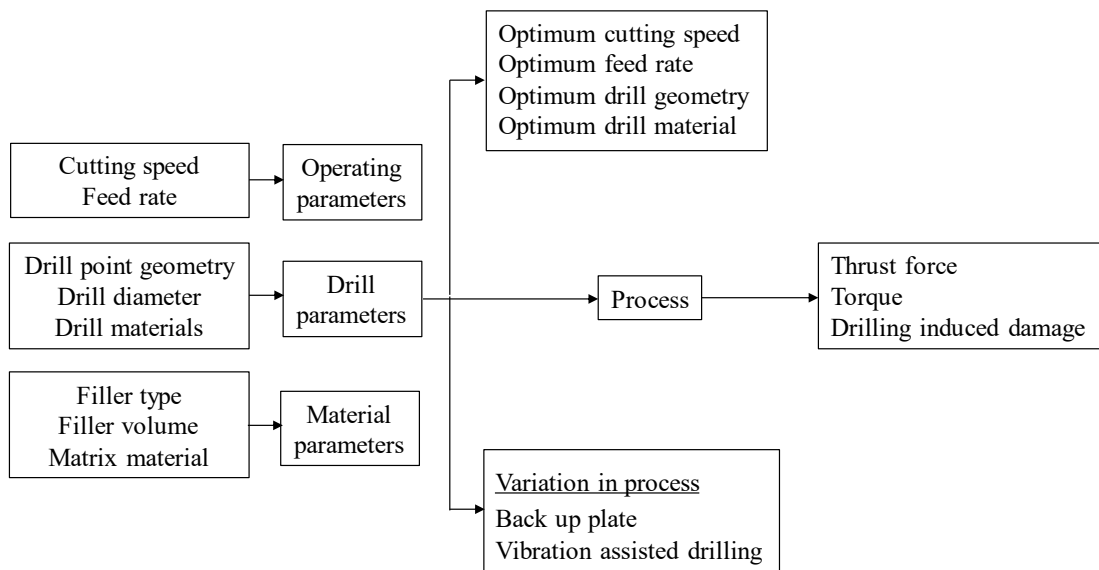 Optimum cutting speed
Optimum feed rate
Optimum drill geometry
Optimum drill material
Cutting speed
Feed rate
Operating
parameters
Drill point geometry
Drill diameter
Drill materials
Drill
parameters
Process
Thrust force
Torque
Drilling induced damage
Filler type
Filler volume
Matrix material
Material
parameters
Variation in process
Back up plate
Vibration assisted drilling